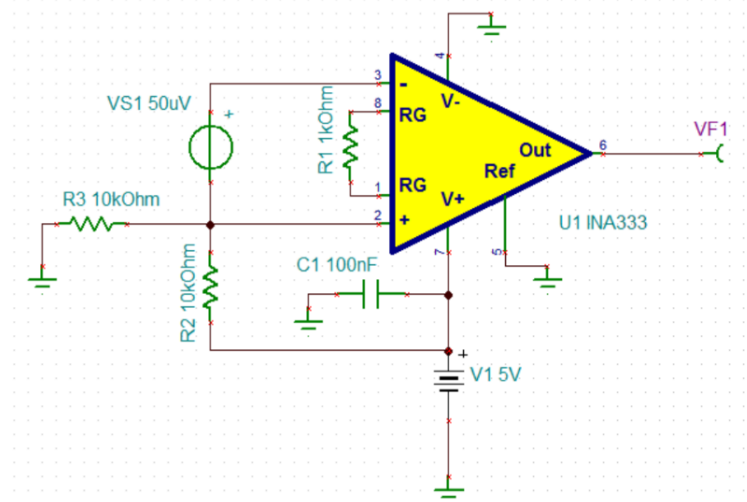 4
3
-
V-
VS1 50uV
+
8
RG
R1 1kOhm
VF1
6
Out
Ref
R3 10kOhm
1
RG
V+
2
+
U1 INA333
7
5
C1 100nF
R2 10kOhm
+
V1 5V